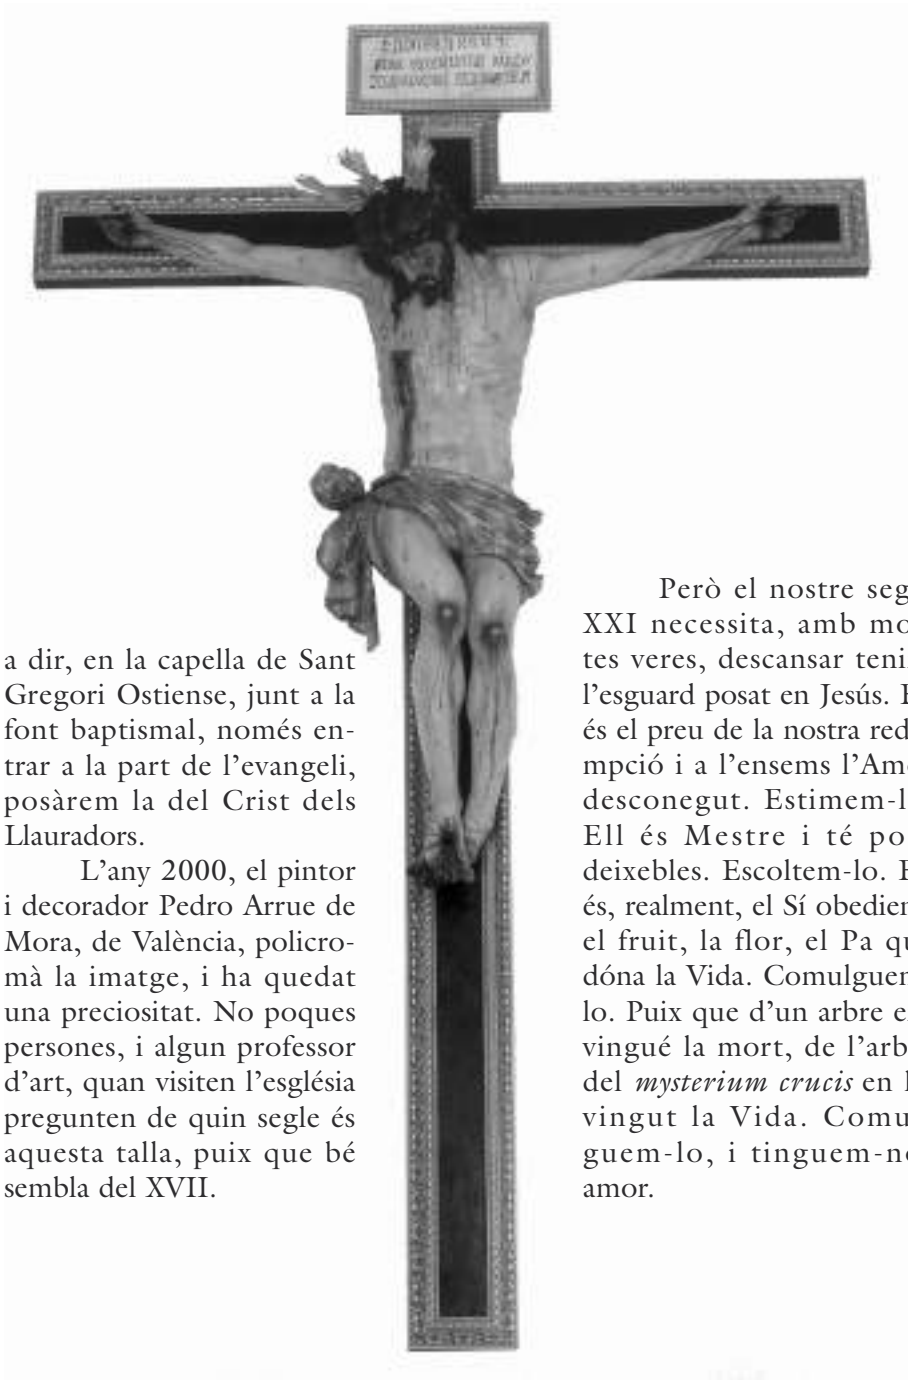 a dir, en la capella de Sant
Gregori Ostiense, junt a la
font baptismal, només en-
trar a la part de l’evangeli,
posàrem la del Crist dels
Llauradors.
L’any 2000, el pintor
i decorador Pedro Arrue de
Mora, de València, policro-
mà la imatge, i ha quedat
una preciositat. No poques
persones, i algun professor
d’art, quan visiten l’església
pregunten de quin segle és
aquesta talla, puix que bé
sembla del XVII.
Però el nostre seg
XXI necessita, amb mo
tes veres, descansar teni
l’esguard posat en Jesús. E
és el preu de la nostra red
mpció i a l’ensems l’Am
desconegut. Estimem-l
Ell és Mestre i té po
deixebles. Escoltem-lo. E
és, realment, el Sí obedien
el fruit, la flor, el Pa qu
dóna la Vida. Comulguem
lo. Puix que d’un arbre e
vingué la mort, de l’arb
del mysterium crucis en
vingut la Vida. Comu
guem-lo, i tinguem-n
amor.